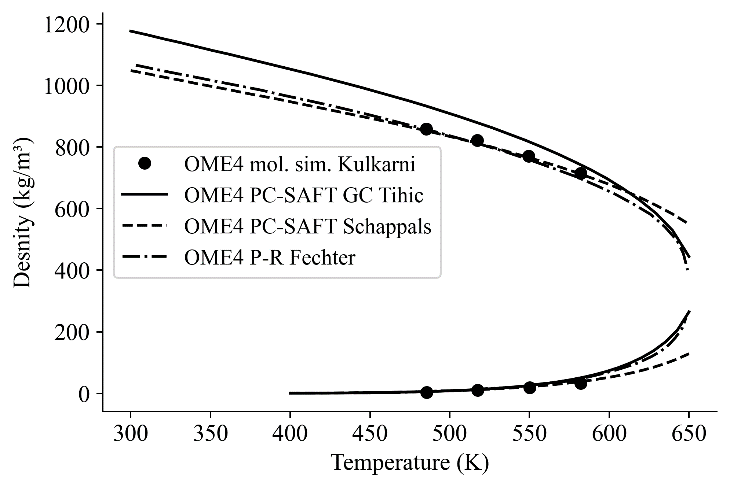 1200
1000
800
600
400
200
0
Desnity (kg/m³)
OME4 mol. sim. Kulkarni
OME4 PC-SAFT GC Tihic
OME4 PC-SAFT Schappals
OME4 P-R Fechter
300 350 400 450 500 550 600 650
Temperature (K)